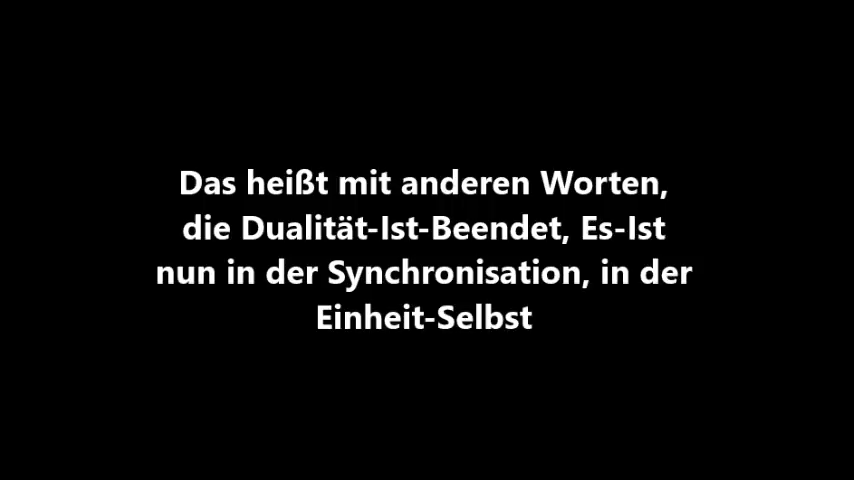 Das heißt mit anderen Worten,
die Dualität-Ist-Beendet, Es-Ist
nun in der Synchronisation, in der
Einheit-Selbst